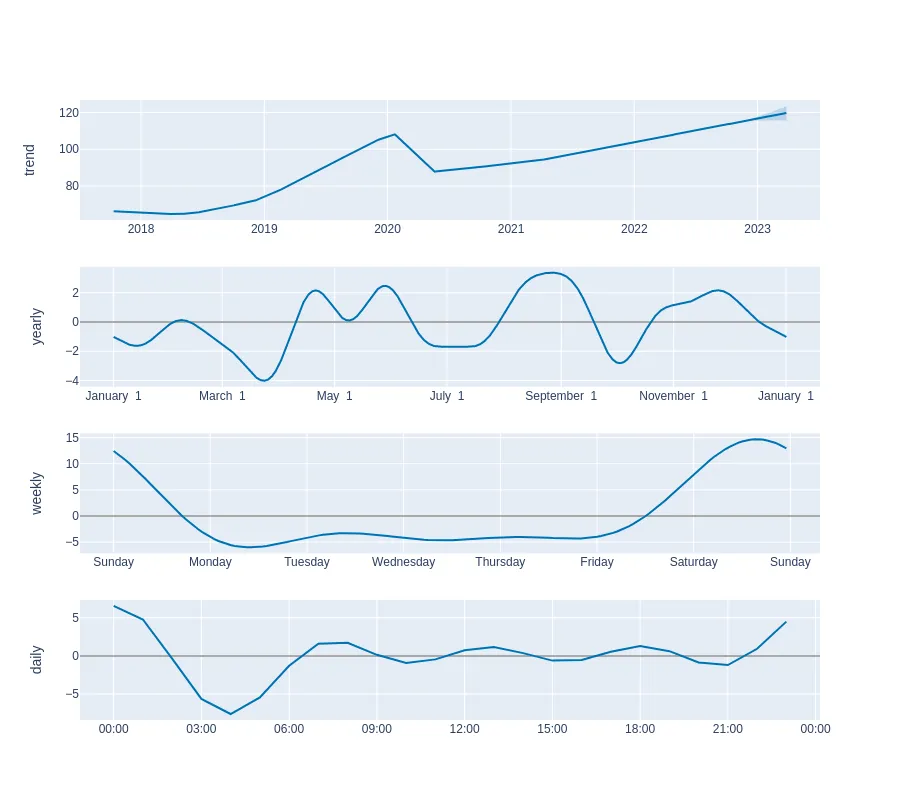 trend
120
100
80
2018 2019 2020 2021 2022 2023
yearly
2
0
−2
−4
January 1 March 1 May 1 July 1 September 1 November 1 January 1
weekly
15
10
5
0
−5
Sunday Monday Tuesday Wednesday Thursday Friday Saturday Sunday
daily
5
0
−5
00:00 03:00 06:00 09:00 12:00 15:00 18:00 21:00 00:00